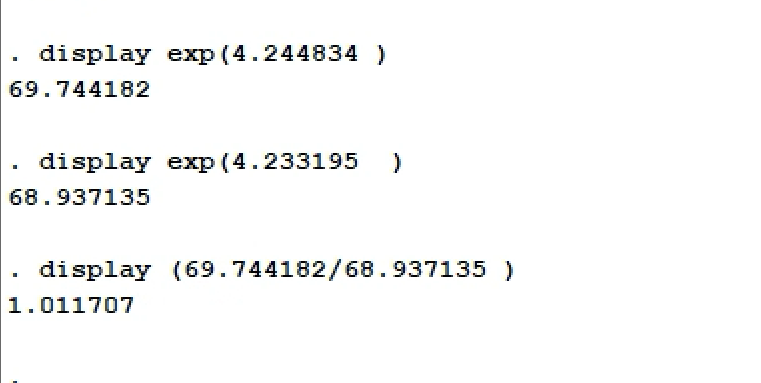 . display exp(4.244834 )
69.744182
. display exp(4.233195  )
68.937135
. display (69.744182/68.937135 )
1.011707
.